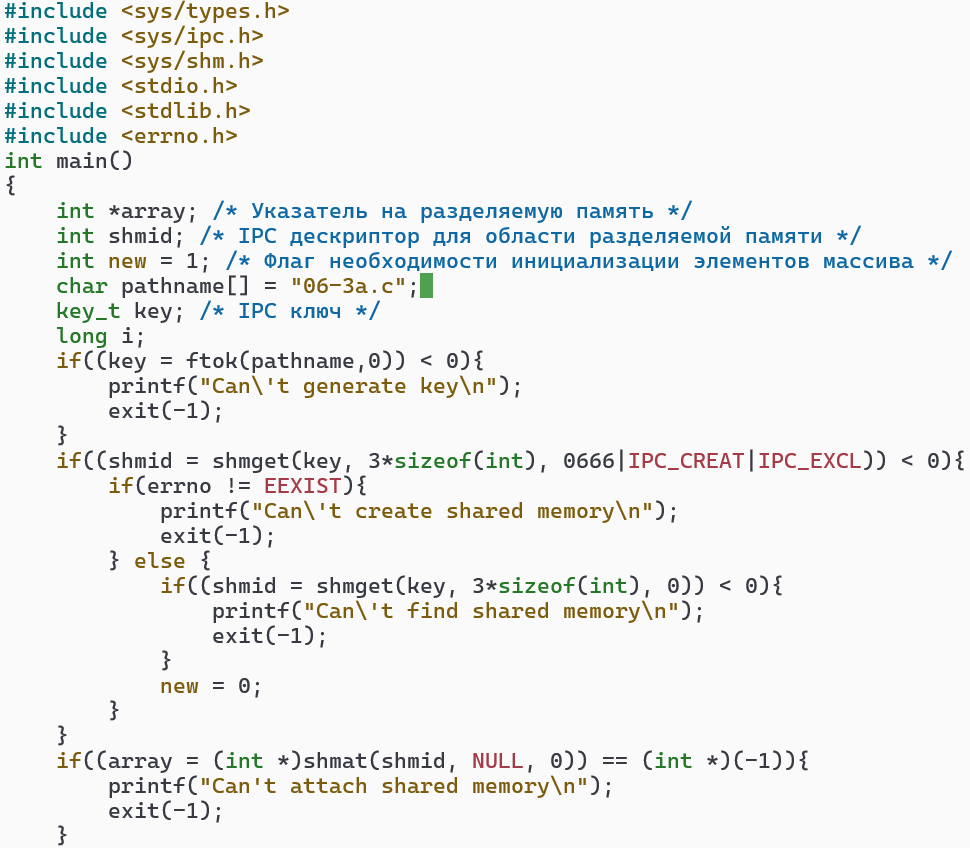 #include <sys/types.h>
#include <sys/ipc.h>
#include <sys/shm.h>
#include <stdio.h>
#include <stdlib.h>
#include <errno.h>
int main()
{
    int *array; /* Указатель на разделяемую память */
    int shmid; /* IPC дескриптор для области разделяемой памяти */
    int new = 1; /* Флаг необходимости инициализации элементов массива */
    char pathname[] = "06-3a.c";
    key_t key; /* IPC ключ */
    long i;
    if((key = ftok(pathname,0)) < 0){
        printf("Can\'t generate key\n");
        exit(-1);
    }
    if((shmid = shmget(key, 3*sizeof(int), 0666|IPC_CREAT|IPC_EXCL)) < 0){
        if(errno != EEXIST){
            printf("Can\'t create shared memory\n");
            exit(-1);
        } else {
            if((shmid = shmget(key, 3*sizeof(int), 0)) < 0){
                printf("Can\'t find shared memory\n");
                exit(-1);
            }
            new = 0;
        }
    }
    if((array = (int *)shmat(shmid, NULL, 0)) == (int *)(-1)){
        printf("Can't attach shared memory\n");
        exit(-1);
    }